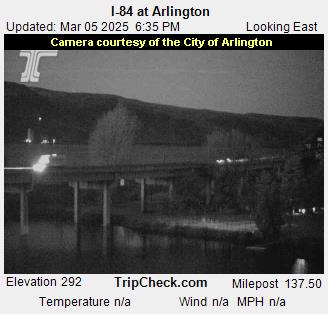 I-84 at Arlington
Updated: Mar 05 2025 6:35 PM Looking East
Camera courtesy of the City of Arlington
Elevation 292 TripCheck.com Milepost 137.50
Temperature n/a Wind n/a MPH n/a